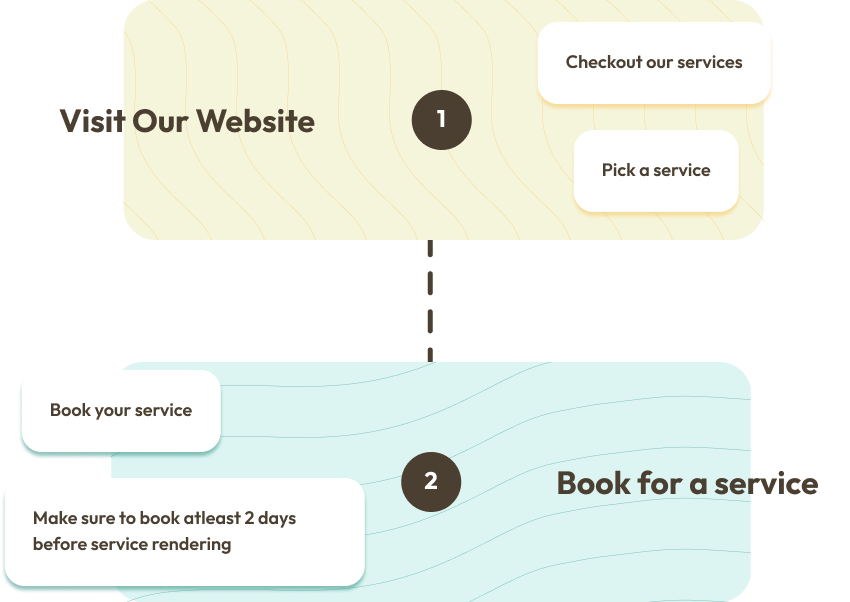 Visit Our Website
1
Checkout our services
Pick a service
Book your service
Make sure to book atleast 2 days
before service rendering
2
Book for a service